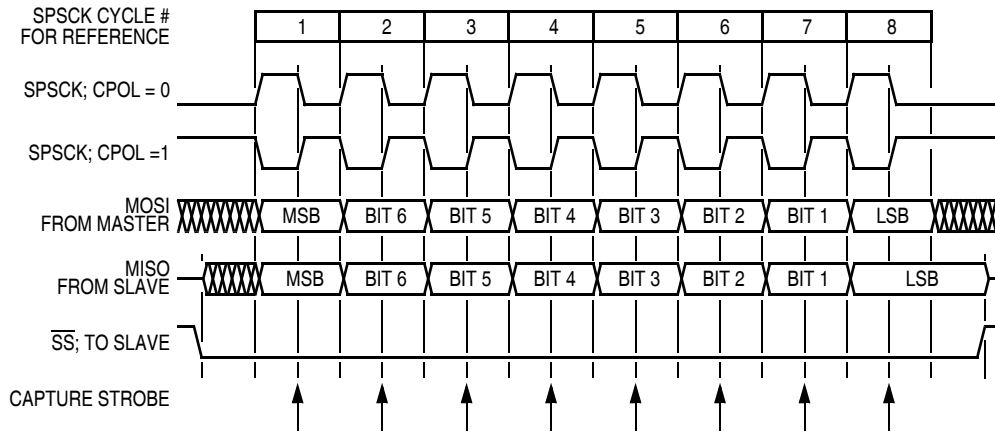 SPSCK CYCLE #
FOR REFERENCE
1 2 3 4 5 6 7 8
SPSCK; CPOL = 0
SPSCK; CPOL =1
MOSI
FROM MASTER
MSB BIT 6 BIT 5 BIT 4 BIT 3 BIT 2 BIT 1 LSB
MISO
FROM SLAVE
MSB BIT 6 BIT 5 BIT 4 BIT 3 BIT 2 BIT 1 LSB
SS; TO SLAVE
CAPTURE STROBE